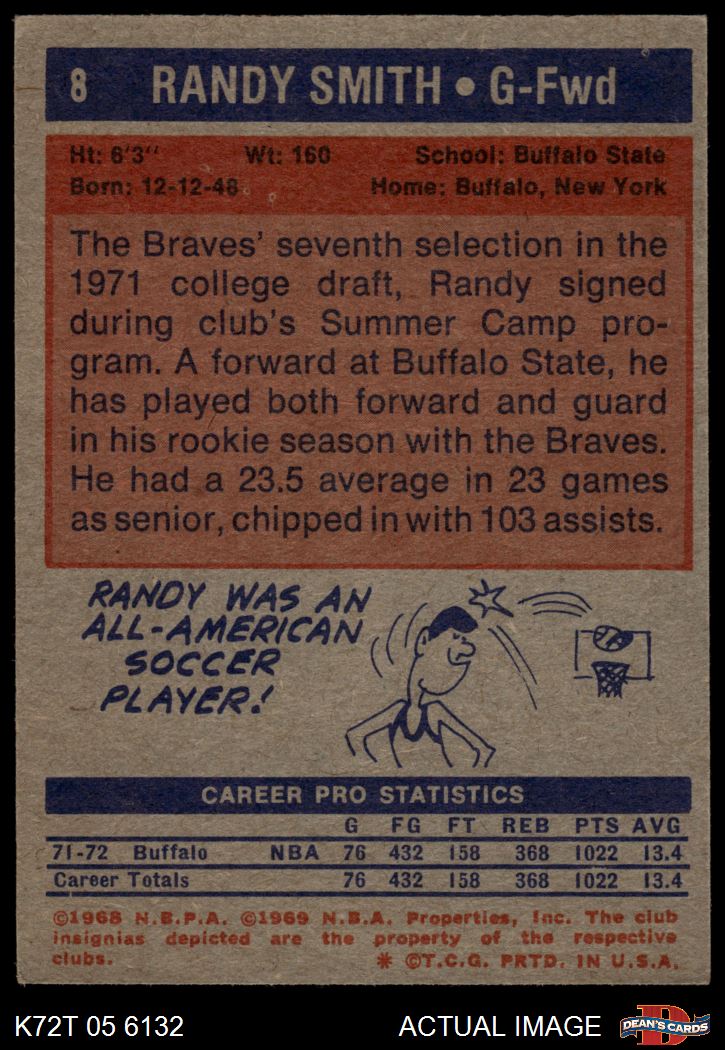 8 RANDY SMITH • G-Fwd
Ht: 6'3" Wt: 160 School: Buffalo State
Born: 12-12-48 Home: Buffalo, New York
The Braves' seventh selection in the
1971 college draft, Randy signed
during club's Summer Camp pro-
gram. A forward at Buffalo State, he
has played both forward and guard
in his rookie season with the Braves.
He had a 23.5 average in 23 games
as senior, chipped in with 103 assists.
RANDY WAS AN
ALL-AMERICAN
SOCCER
PLAYER!
CAREER PRO STATISTICS
G FG FT REB PTS AVG
71-72 Buffalo NBA 76 432 158 368 1022 13.4
Career Totals 76 432 158 368 1022 13.4
©1968 N.B.P.A. ©1969 N.B.A. Properties, Inc. The club
insignias depicted are the property of the respective
clubs. * ©T.C.G. PRTD. IN U.S.A.
K72T 05 6132 ACTUAL IMAGE D DEAN'S CARDS